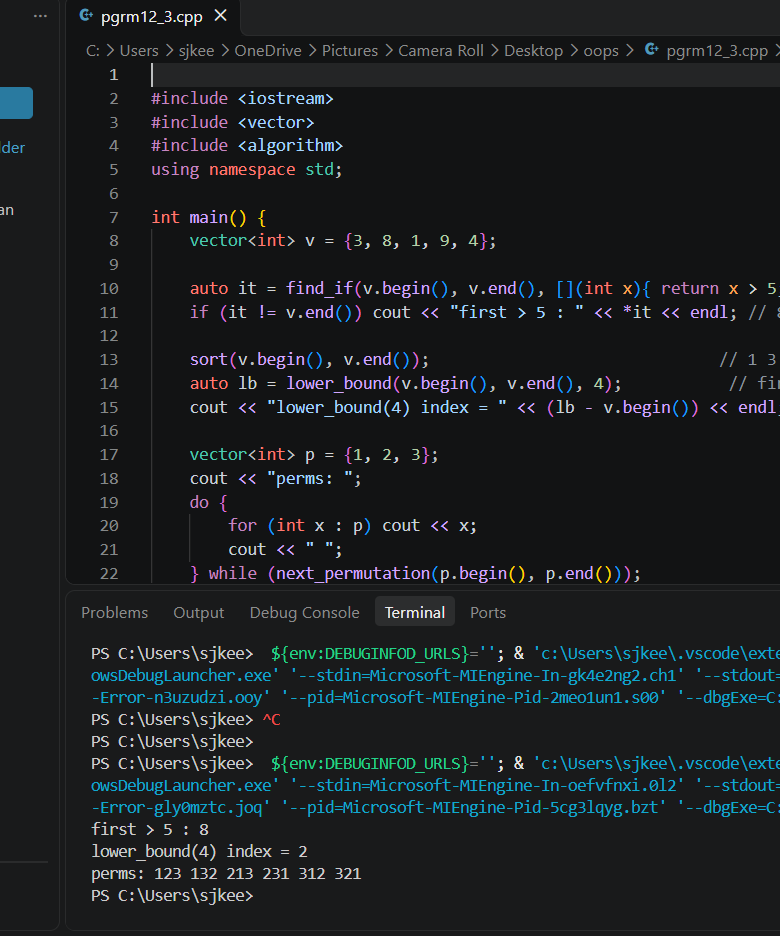 ...
pgrm12_3.cpp ×
lder
an
C: > Users > sjkee > OneDrive > Pictures > Camera Roll > Desktop > oops > pgrm12_3.cpp >
1
2 #include <iostream>
3 #include <vector>
4 #include <algorithm>
5 using namespace std;
6
7 int main() {
8 vector<int> v = {3, 8, 1, 9, 4};
9
10 auto it = find_if(v.begin(), v.end(), [](int x){ return x > 5
11 if (it != v.end()) cout << "first > 5 : " << *it << endl; // 8
12
13 sort(v.begin(), v.end()); // 1 3
14 auto lb = lower_bound(v.begin(), v.end(), 4); // fi
15 cout << "lower_bound(4) index = " << (lb - v.begin()) << endl
16
17 vector<int> p = {1, 2, 3};
18 cout << "perms: ";
19 do {
20 for (int x : p) cout << x;
21 cout << " ";
22 } while (next_permutation(p.begin(), p.end()));
Problems Output Debug Console Terminal Ports
PS C:\Users\sjkee> ${env:DEBUGINFOD_URLS}=''; & 'c:\Users\sjkee\.vscode\exte
owsDebugLauncher.exe' '--stdin=Microsoft-MIEngine-In-gk4e2ng2.ch1' '--stdout=
-Error-n3uzudzi.ooy' '--pid=Microsoft-MIEngine-Pid-2meo1un1.s00' '--dbgExe=C:
PS C:\Users\sjkee> ^C
PS C:\Users\sjkee>
PS C:\Users\sjkee> ${env:DEBUGINFOD_URLS}=''; & 'c:\Users\sjkee\.vscode\exte
owsDebugLauncher.exe' '--stdin=Microsoft-MIEngine-In-oefvfnxi.0l2' '--stdout=
-Error-gly0mztc.joq' '--pid=Microsoft-MIEngine-Pid-5cg3lqyg.bzt' '--dbgExe=C:
first > 5 : 8
lower_bound(4) index = 2
perms: 123 132 213 231 312 321
PS C:\Users\sjkee>